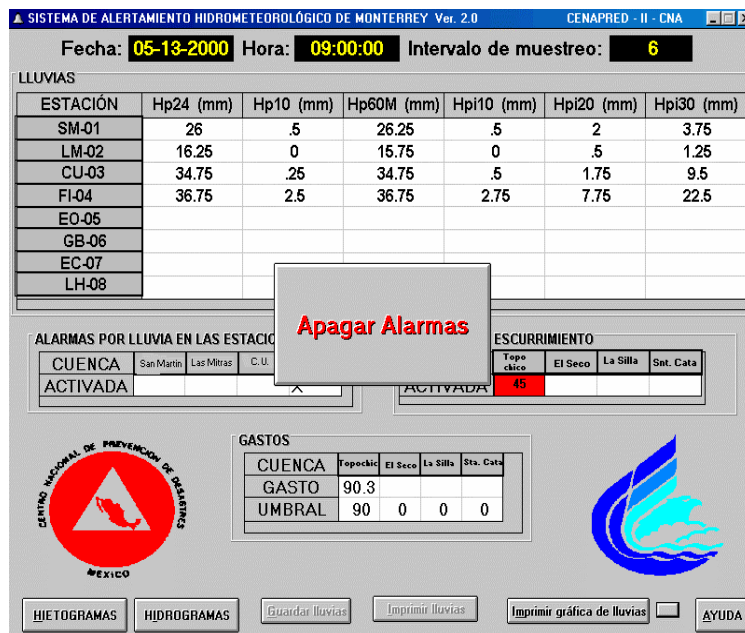 SISTEMA DE ALERTAMIENTO HIDROMETEOROLÓGICO DE MONTERREY Ver. 2.0 CENAPRED - II - CNA
Fecha: 05-13-2000 Hora: 09:00:00 Intervalo de muestreo: 6
LLUVIAS
ESTACIÓN Hp24 (mm) Hp10 (mm) Hp60M (mm) Hpi10 (mm) Hpi20 (mm) Hpi30 (mm)
SM-01 26 .5 26.25 .5 2 3.75
LM-02 16.25 0 15.75 0 .5 1.25
CU-03 34.75 .25 34.75 .5 1.75 9.5
FI-04 36.75 2.5 36.75 2.75 7.75 22.5
EO-05
GB-06
EC-07
LH-08
Apagar Alarmas
ALARMAS POR LLUVIA EN LAS ESTACIO
CUENCA San Martin Las Mitras C.U.
ACTIVADA X
ESCURRIMIENTO
Topo chico El Seco La Silla Snt. Cata
ACTIVADA 45
GASTOS
CUENCA Topochic El Seco La Silla Sta. Cata
GASTO 90.3
UMBRAL 90 0 0 0
CENTRO NACIONAL DE PREVENCION DE DESASTRES
MEXICO
HIETOGRAMAS HIDROGRAMAS Guardar lluvias Imprimir lluvias Imprimir gráfica de lluvias AYUDA